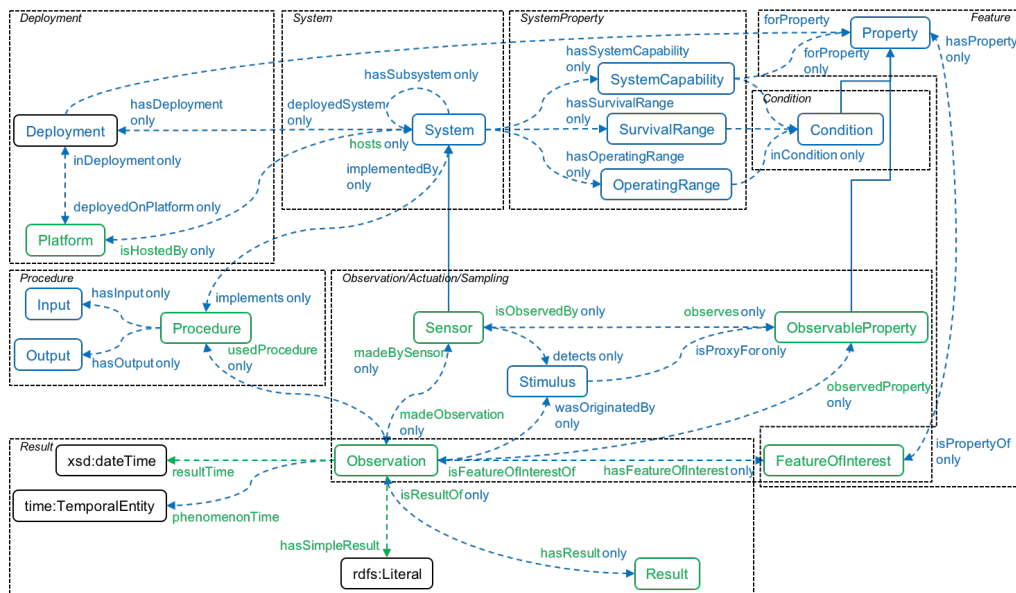 Deployment
System
SystemProperty
Feature
forProperty
Property
hasProperty
only
hasSystemCapability
only
forProperty
only
hasSubsystem only
SystemCapability
Condition
hasDeployment
only
deployedSystem
only
hasSurvivalRange
only
Deployment
System
SurvivalRange
Condition
hosts only
inDeployment only
implementedBy
only
hasOperatingRange
only
inCondition only
OperatingRange
deployedOnPlatform only
Platform
isHostedBy only
Procedure
Observation/Actuation/Sampling
hasInput only
Input
implements only
isObservedBy
only
observes only
Procedure
Sensor
ObservableProperty
Output
usedProcedure
only
madeBySensor
only
isProxyFor only
hasOutput only
detects only
Stimulus
observedProperty
only
madeObservation
only
wasOriginatedBy
only
Result
isPropertyOf
only
xsd:dateTime
resultTime
Observation
isFeatureOfInterestOf
hasFeatureOfInterest only
FeatureOfInterest
isResultOf only
time:TemporalEntity
phenomenonTime
hasSimpleResult
hasResult only
rdfs:Literal
Result